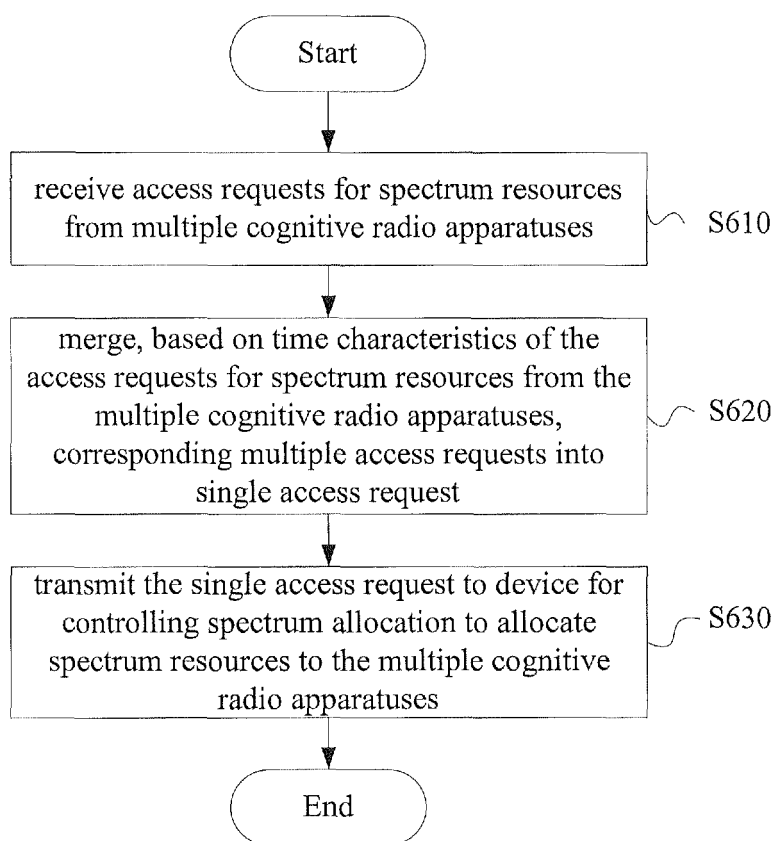 Start
receive access requests for spectrum resources
from multiple cognitive radio apparatuses
S610
merge, based on time characteristics of the
access requests for spectrum resources from the
multiple cognitive radio apparatuses,
corresponding multiple access requests into
single access request
S620
transmit the single access request to device for
controlling spectrum allocation to allocate
spectrum resources to the multiple cognitive
radio apparatuses
S630
End